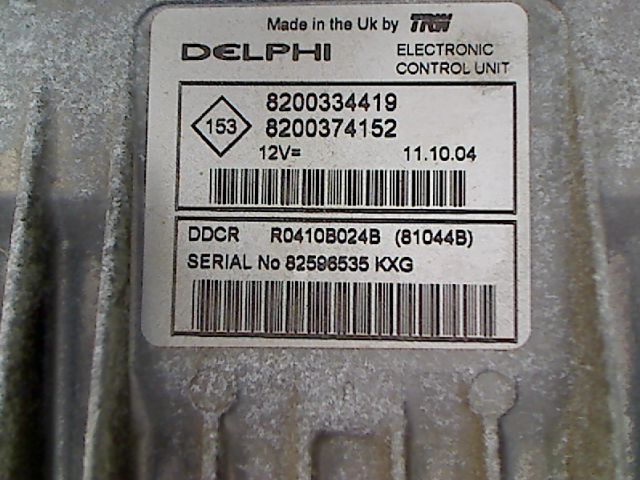 Made in the Uk by TRW
DELPHI
ELECTRONIC
CONTROL UNIT
153
8200334419
8200374152
12V=
11.10.04
DDCR R0410B024B (81044B)
SERIAL No 82596535 KXG